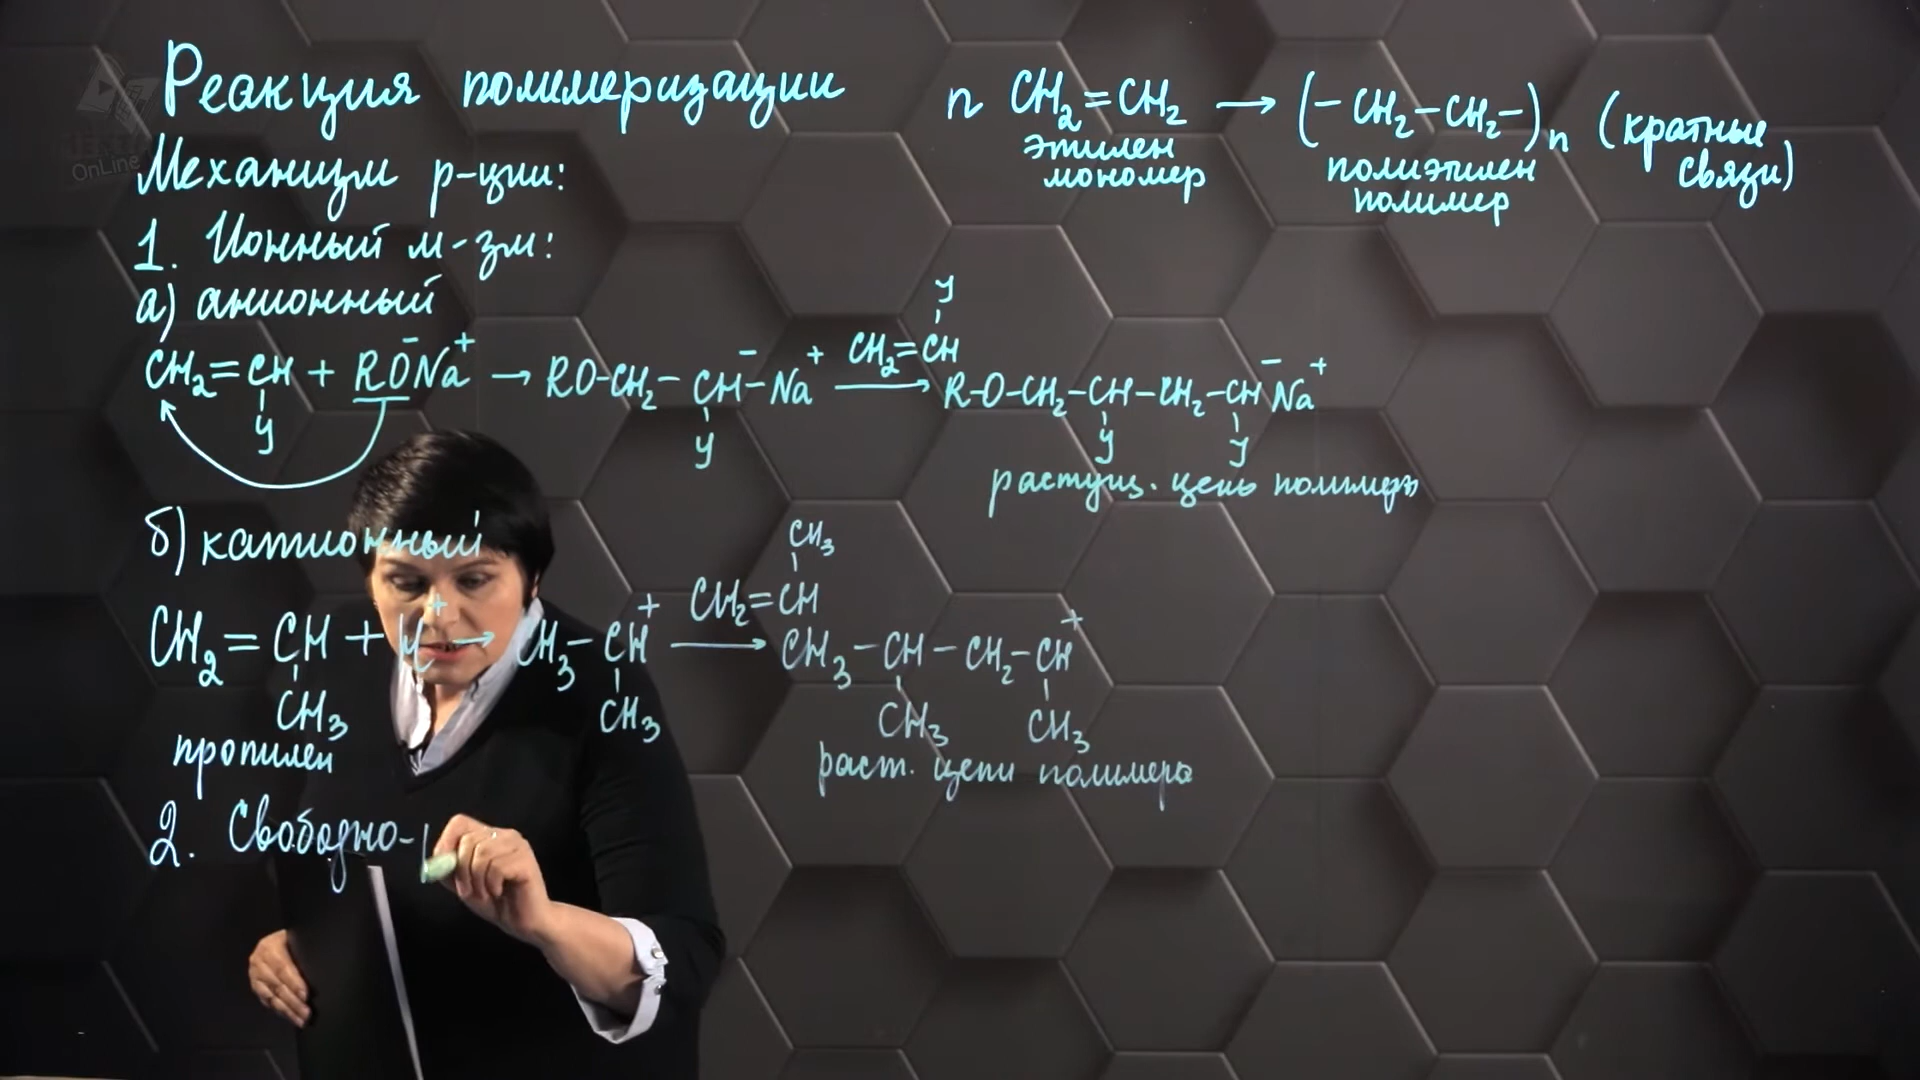 Реакция полимеризации
n CH₂=CH₂ → (–CH₂–CH₂–)ₙ (кратные
связи)
этилен
мономер
полиэтилен
полимер
OnLine
Механизм р-ции:
1. Ионный м-зм:
а) анионный
CH₂=CH + RO⁻Na⁺ → RO–CH₂–CH⁻–Na⁺ → R–O–CH₂–CH–CH₂–CH⁻Na⁺
CH₂=CH
y
y
y
y
y
растущ. цепь полимера
б) катионный
CH₃
CH₂=CH
CH₂=CH + H⁺ → CH₃–CH⁺ → CH₃–CH–CH₂–CH⁺
CH₃
CH₃
CH₃
CH₃
пропилен
раст. цепи полимера
2. Свободно-